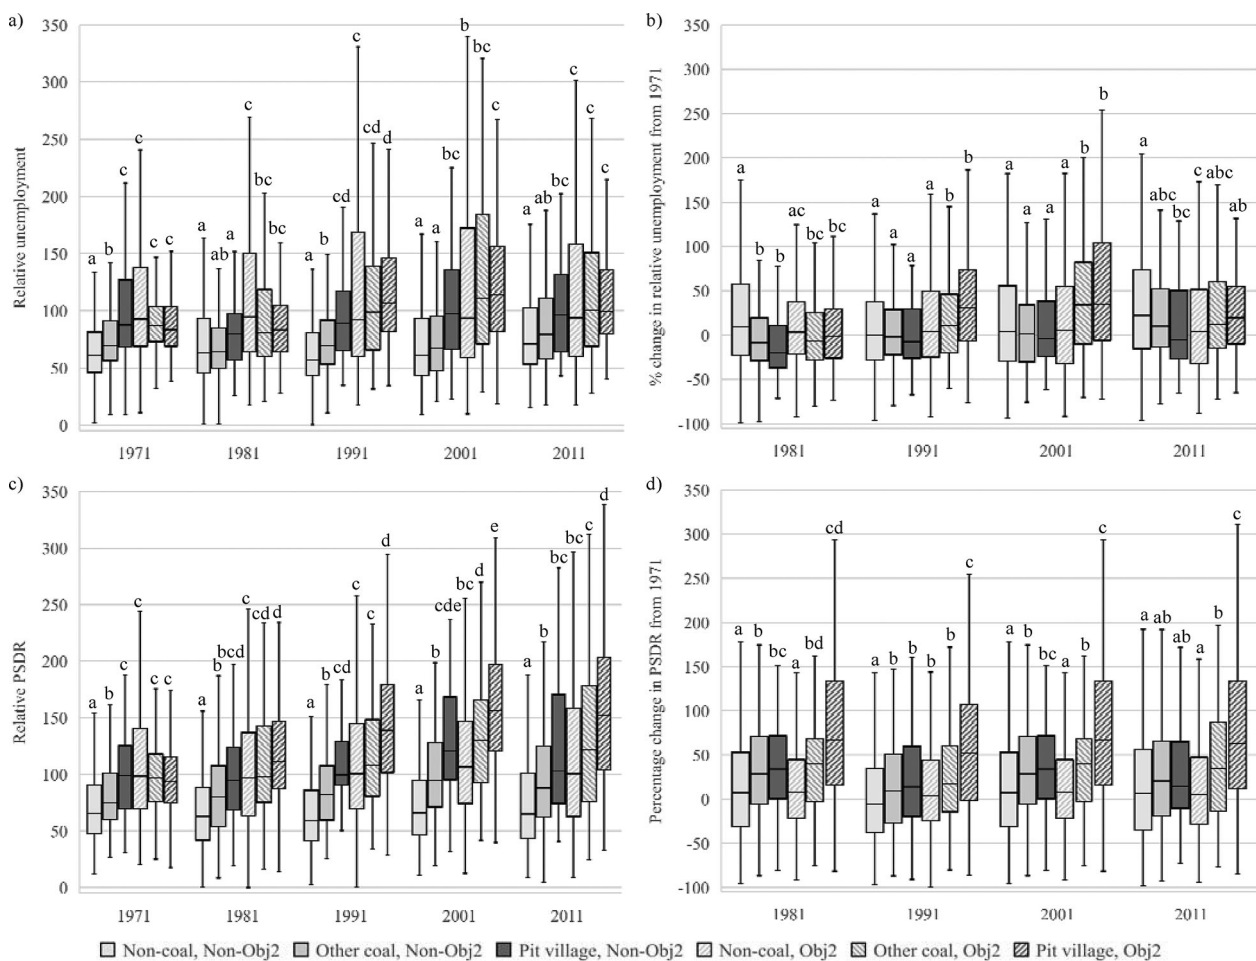 a)
Relative unemployment
350
300
250
200
150
100
50
0
a b c c c c
a ab a c bc bc
a b cd c cd d
a a bc b bc c
a ab bc c c c
1971 1981 1991 2001 2011
b)
% change in relative unemployment from 1971
350
300
250
200
150
100
50
0
-50
-100
a b b ac bc bc
a a a a b b
a a a a b b
a abc bc c abc ab
1981 1991 2001 2011
c)
Relative PSDR
350
300
250
200
150
100
50
0
a b c c c c
a b bc c cd d
a b cd c c d
a b cde bc d e
a b bc bc c d
1971 1981 1991 2001 2011
d)
Percentage change in PSDR from 1971
350
300
250
200
150
100
50
0
-50
-100
a b bc a bd cd
a b b b b c
a b bc a b c
a ab ab a b c
1981 1991 2001 2011
Non-coal, Non-Obj2 Other coal, Non-Obj2 Pit village, Non-Obj2 Non-coal, Obj2 Other coal, Obj2 Pit village, Obj2